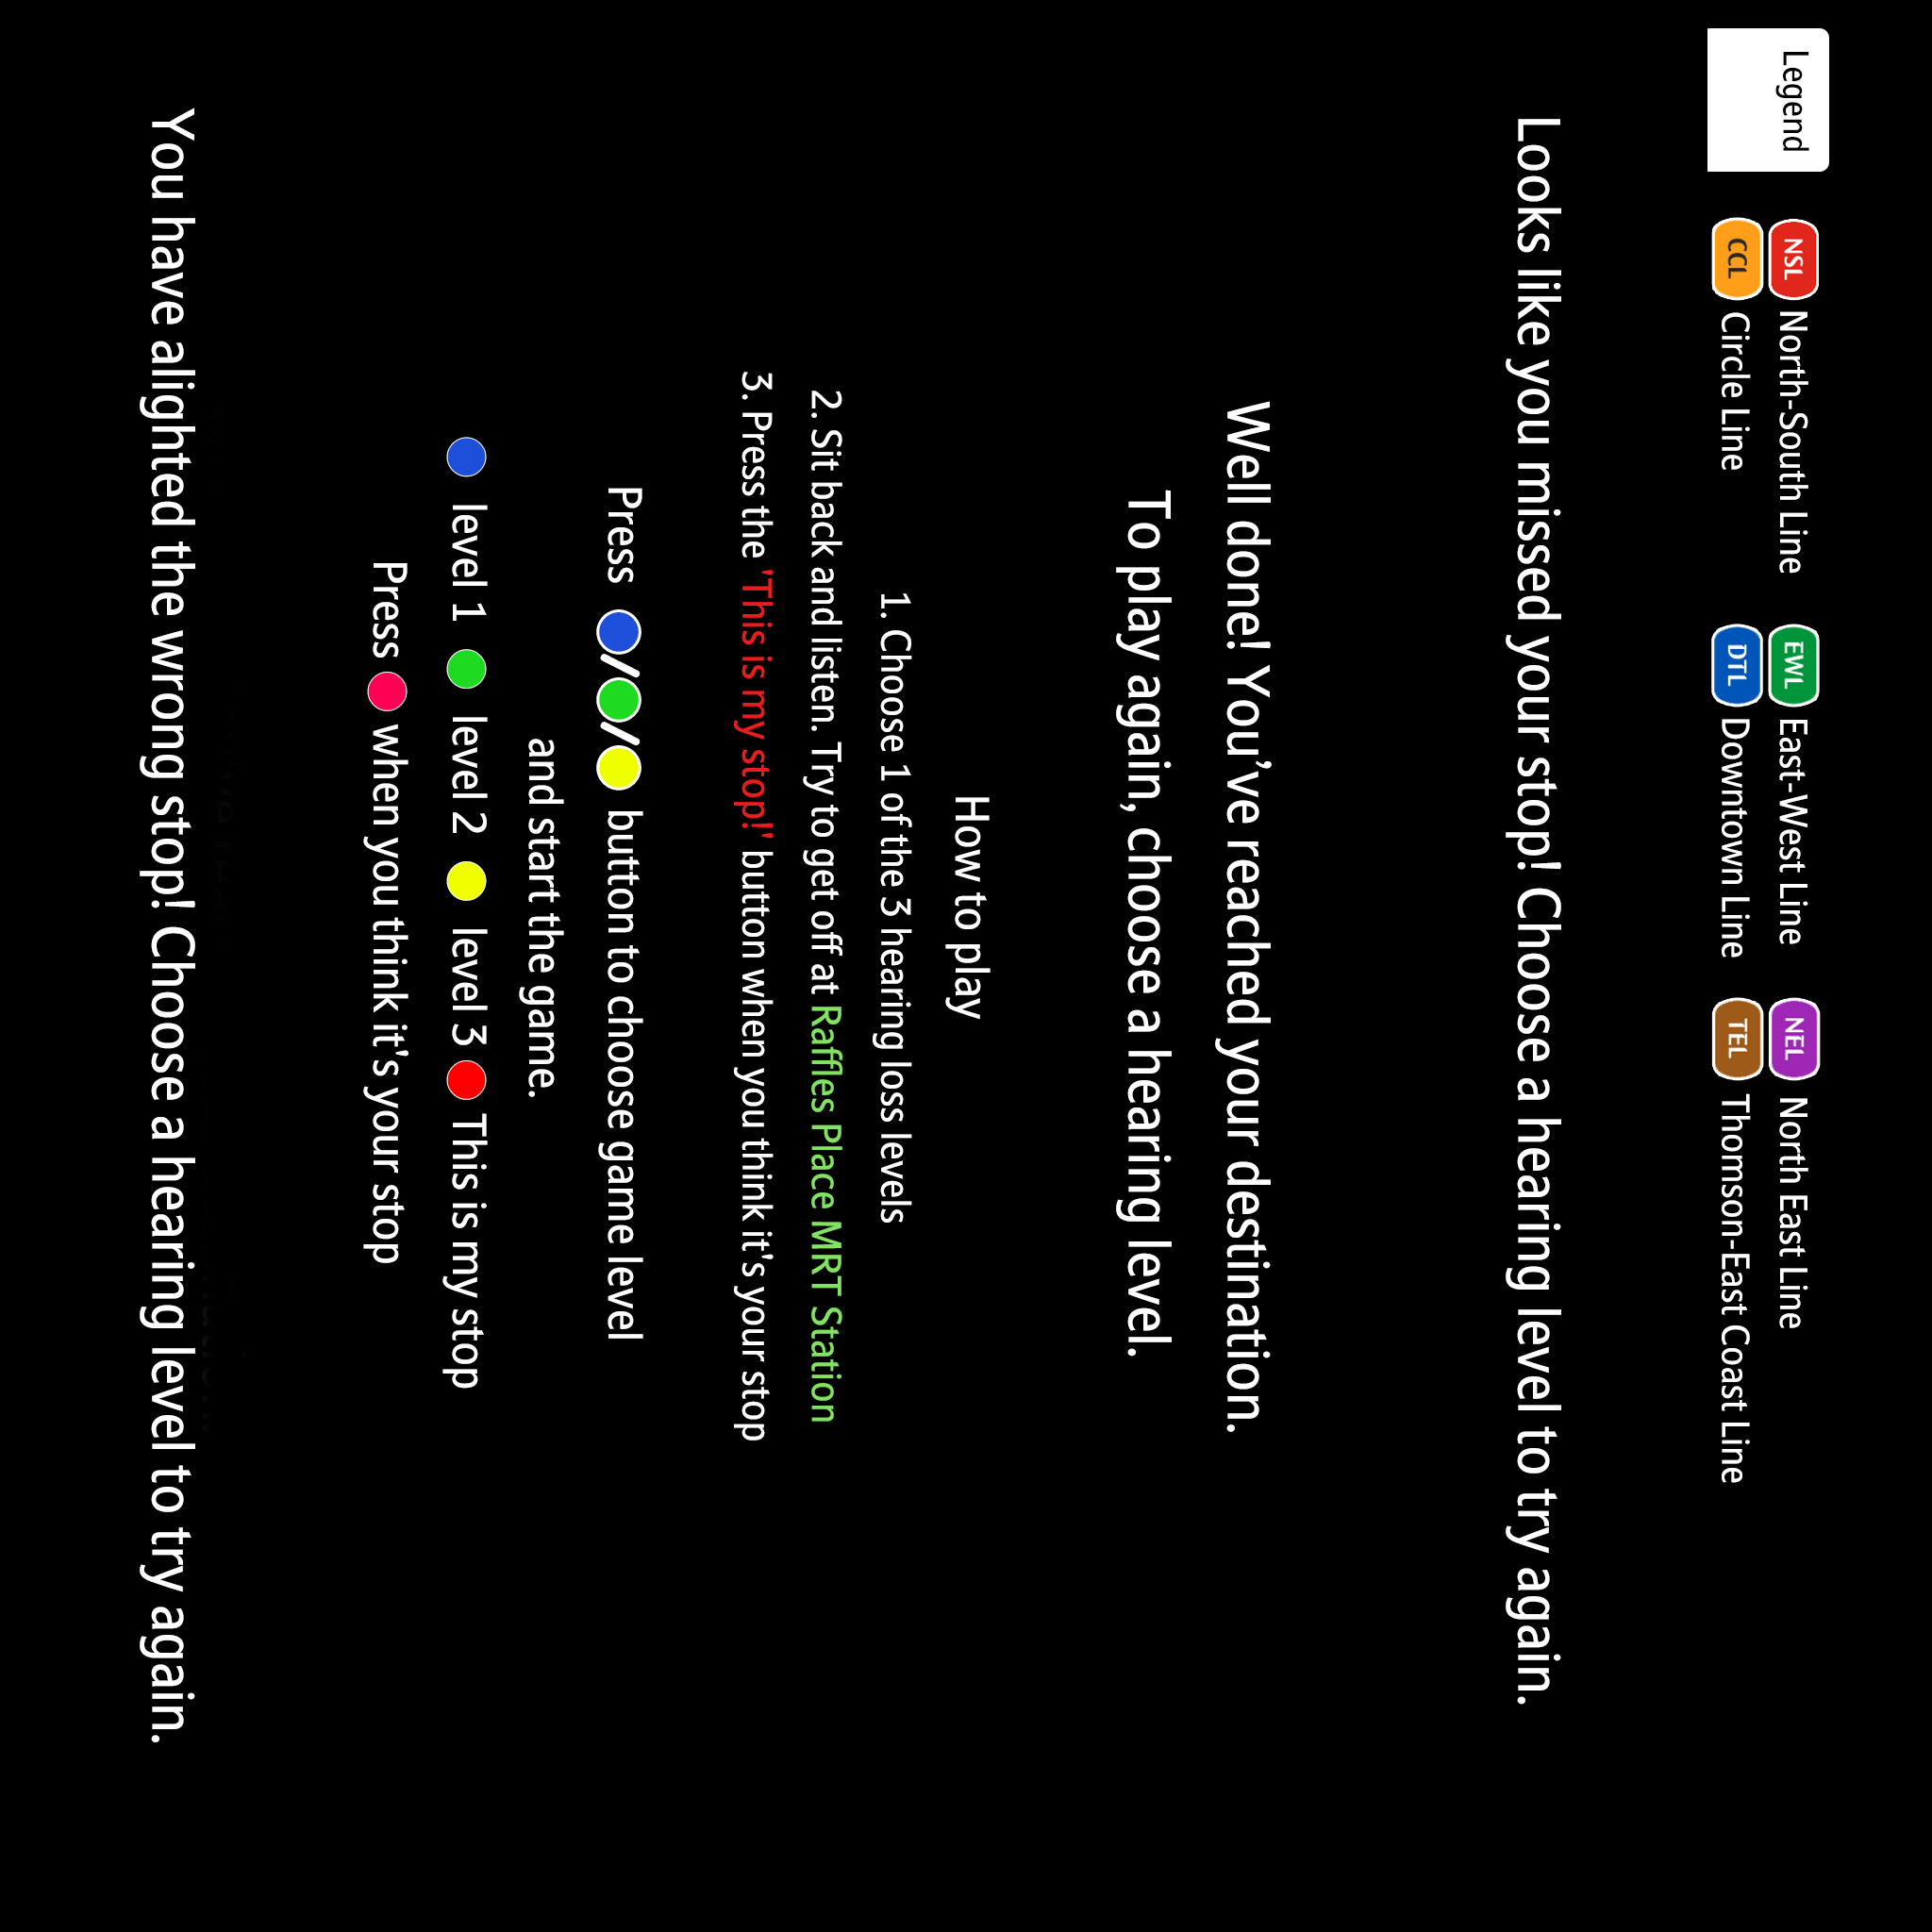 Legend
NSL North-South Line EWL East-West Line NEL North East Line
CCL Circle Line DTL Downtown Line TEL Thomson-East Coast Line
Looks like you missed your stop! Choose a hearing level to try again.
Well done! You've reached your destination.
To play again, choose a hearing level.
How to play
1. Choose 1 of the 3 hearing loss levels
2. Sit back and listen. Try to get off at Raffles Place MRT Station
3. Press the 'This is my stop!' button when you think it's your stop
Press / / button to choose game level
and start the game.
level 1 level 2 level 3 This is my stop
Press when you think it's your stop
You have alighted the wrong stop! Choose a hearing level to try again.